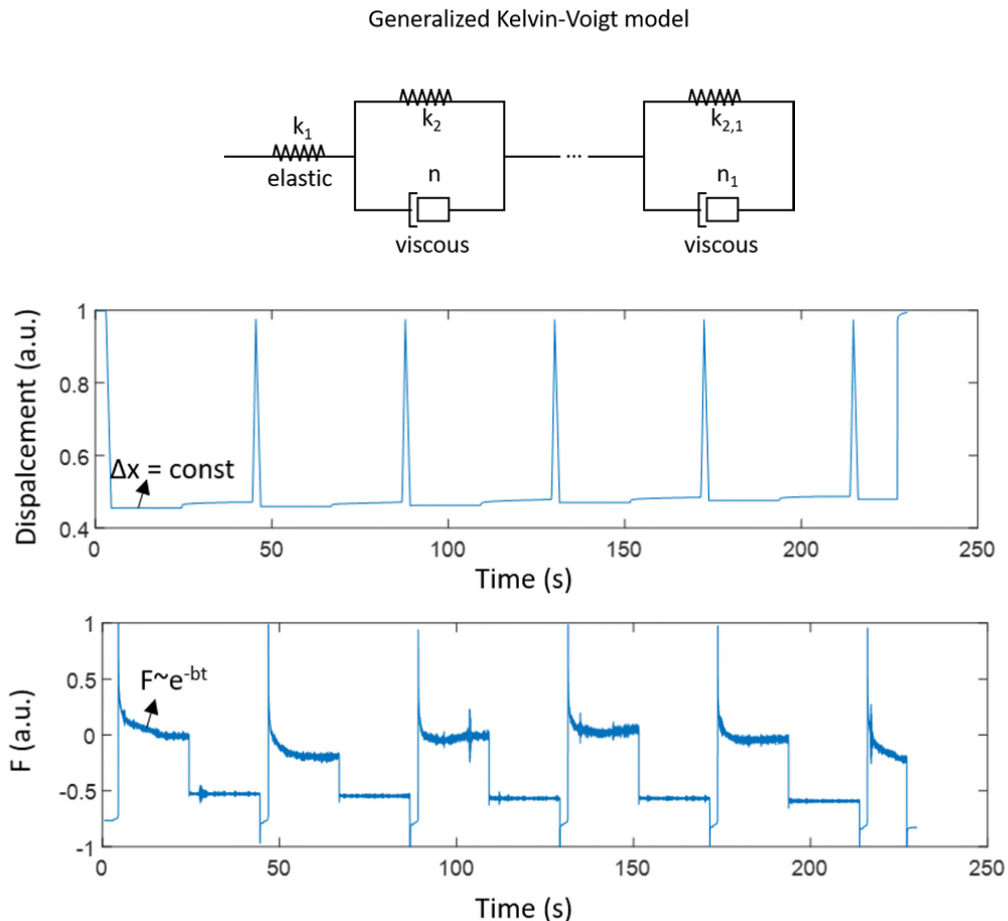 Generalized Kelvin-Voigt model
k2 k2,1
k1
elastic ...
n n1
viscous viscous
Dispalcement (a.u.)
1
0.8
0.6
0.4
Δx = const
0 50 100 150 200 250
Time (s)
F (a.u.)
1
0.5
0
-0.5
-1
F~e-bt
0 50 100 150 200 250
Time (s)